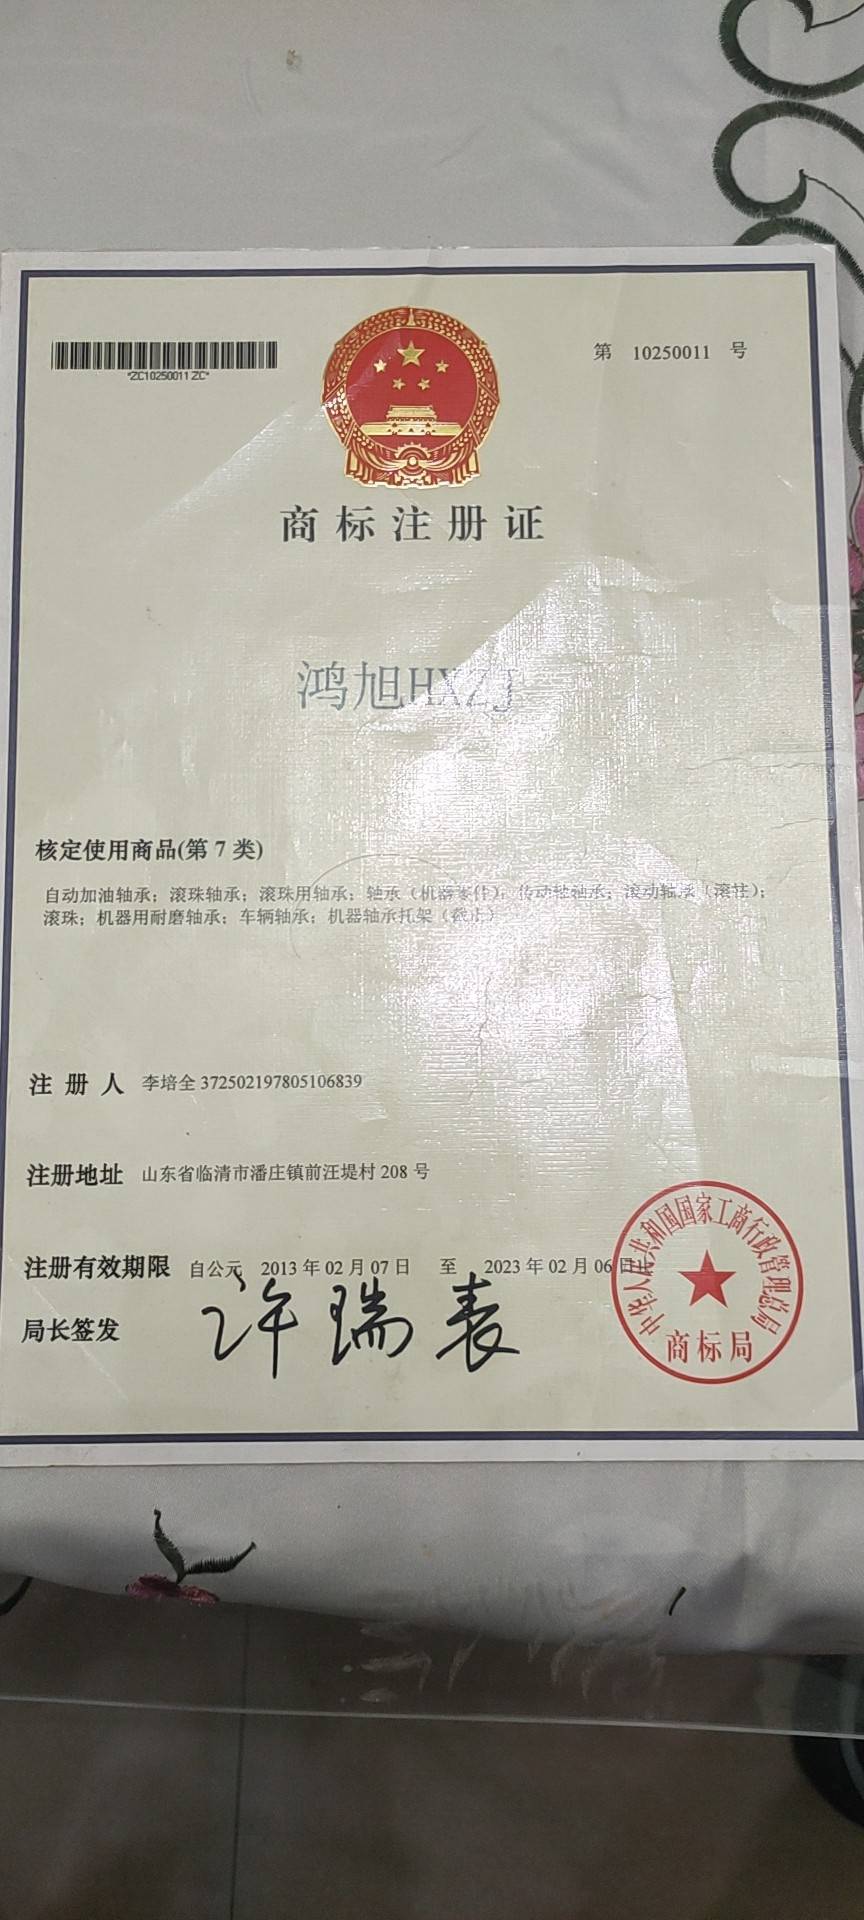 第 10250011 号
*ZC10250011ZC*
商标注册证
鸿旭HXZJ
核定使用商品(第 7 类)
自动加油轴承；滚珠轴承；滚珠用轴承；轴承（机器零件）；传动轴轴承；滚动轴承（滚柱）；
滚珠；机器用耐磨轴承；车辆轴承；机器轴承托架（截止）
注 册 人 李培全 372502197805106839
注册地址 山东省临清市潘庄镇前汪堤村 208 号
注册有效期限 自公元 2013 年 02 月 07 日 至 2023 年 02 月 06 日止
局长签发 许瑞表
中华人民共和国国家工商行政管理总局
商标局